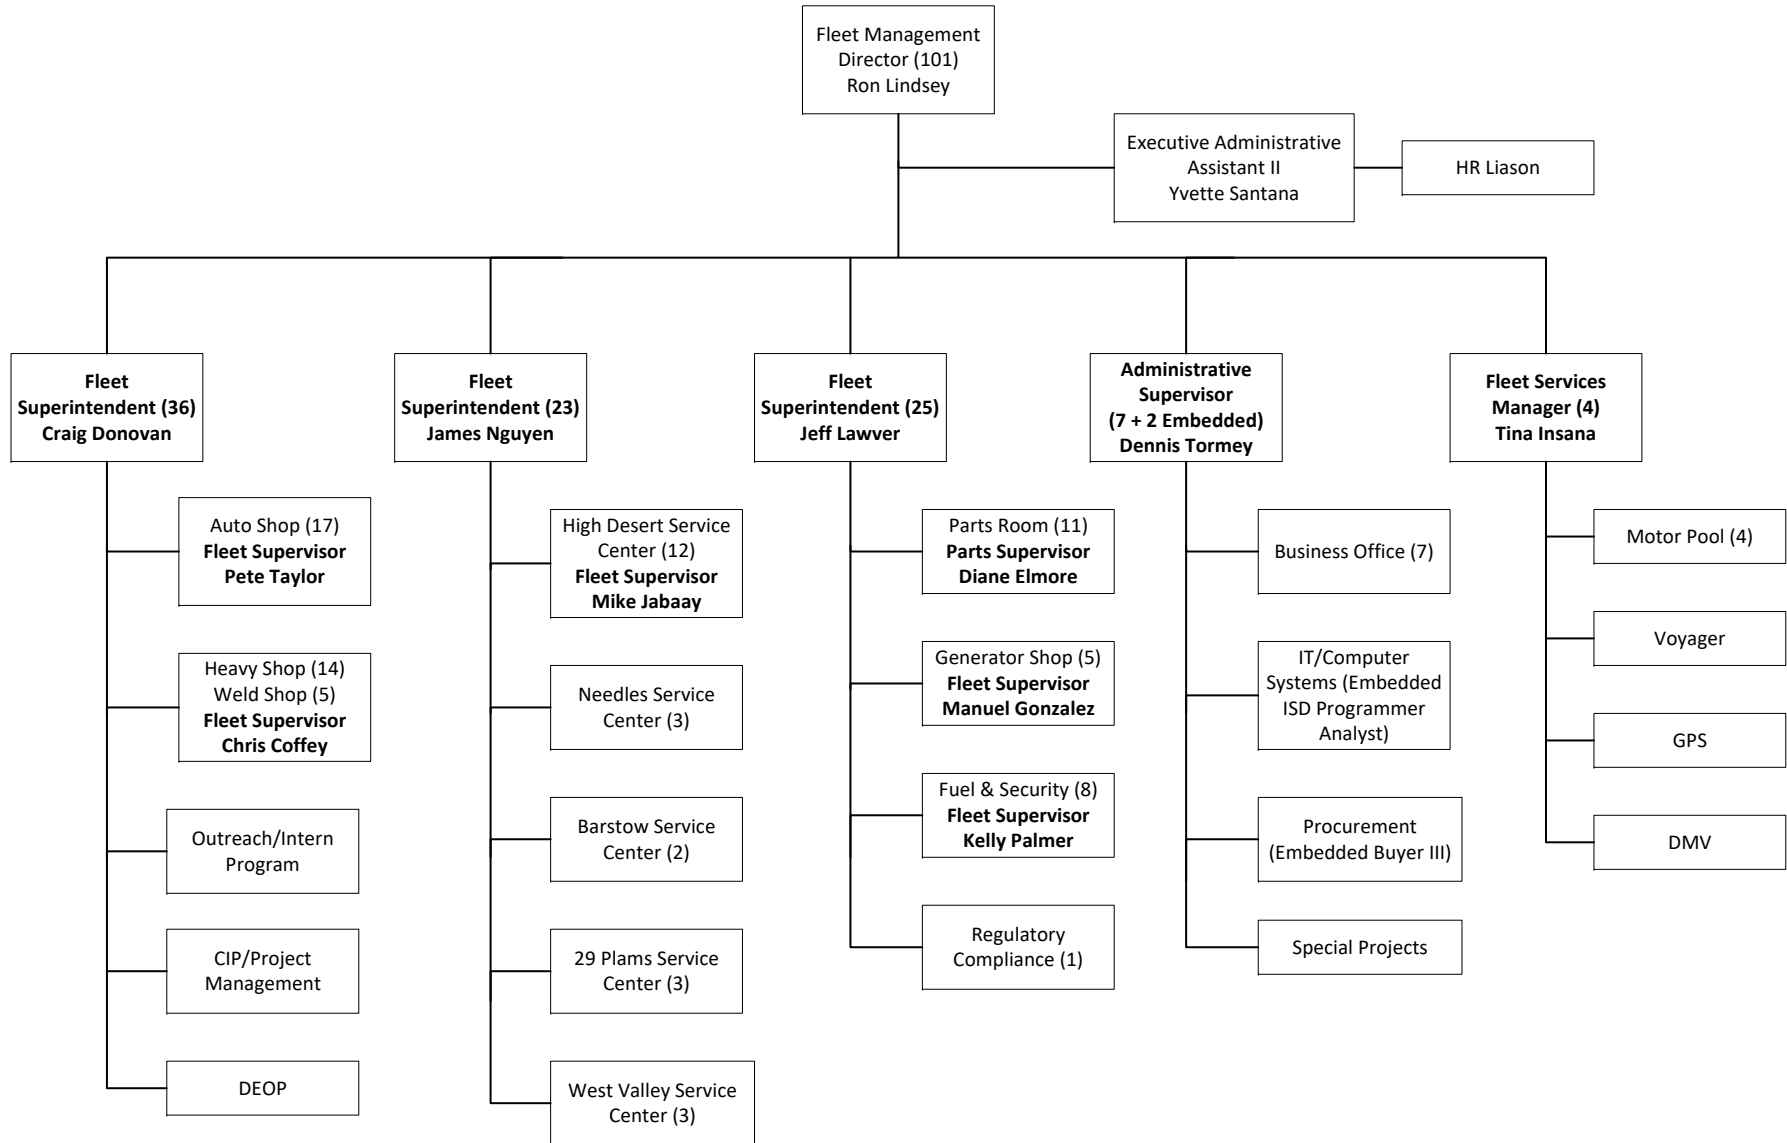 Fleet Management
Director (101)
Ron Lindsey
Executive Administrative
Assistant II
Yvette Santana
HR Liason
Fleet
Superintendent (36)
Craig Donovan
Fleet
Superintendent (23)
James Nguyen
Fleet
Superintendent (25)
Jeff Lawver
Administrative
Supervisor
(7 + 2 Embedded)
Dennis Tormey
Fleet Services
Manager (4)
Tina Insana
Auto Shop (17)
Fleet Supervisor
Pete Taylor
Heavy Shop (14)
Weld Shop (5)
Fleet Supervisor
Chris Coffey
Outreach/Intern
Program
CIP/Project
Management
DEOP
High Desert Service
Center (12)
Fleet Supervisor
Mike Jabaay
Needles Service
Center (3)
Barstow Service
Center (2)
29 Plams Service
Center (3)
West Valley Service
Center (3)
Parts Room (11)
Parts Supervisor
Diane Elmore
Generator Shop (5)
Fleet Supervisor
Manuel Gonzalez
Fuel & Security (8)
Fleet Supervisor
Kelly Palmer
Regulatory
Compliance (1)
Business Office (7)
IT/Computer
Systems (Embedded
ISD Programmer
Analyst)
Procurement
(Embedded Buyer III)
Special Projects
Motor Pool (4)
Voyager
GPS
DMV